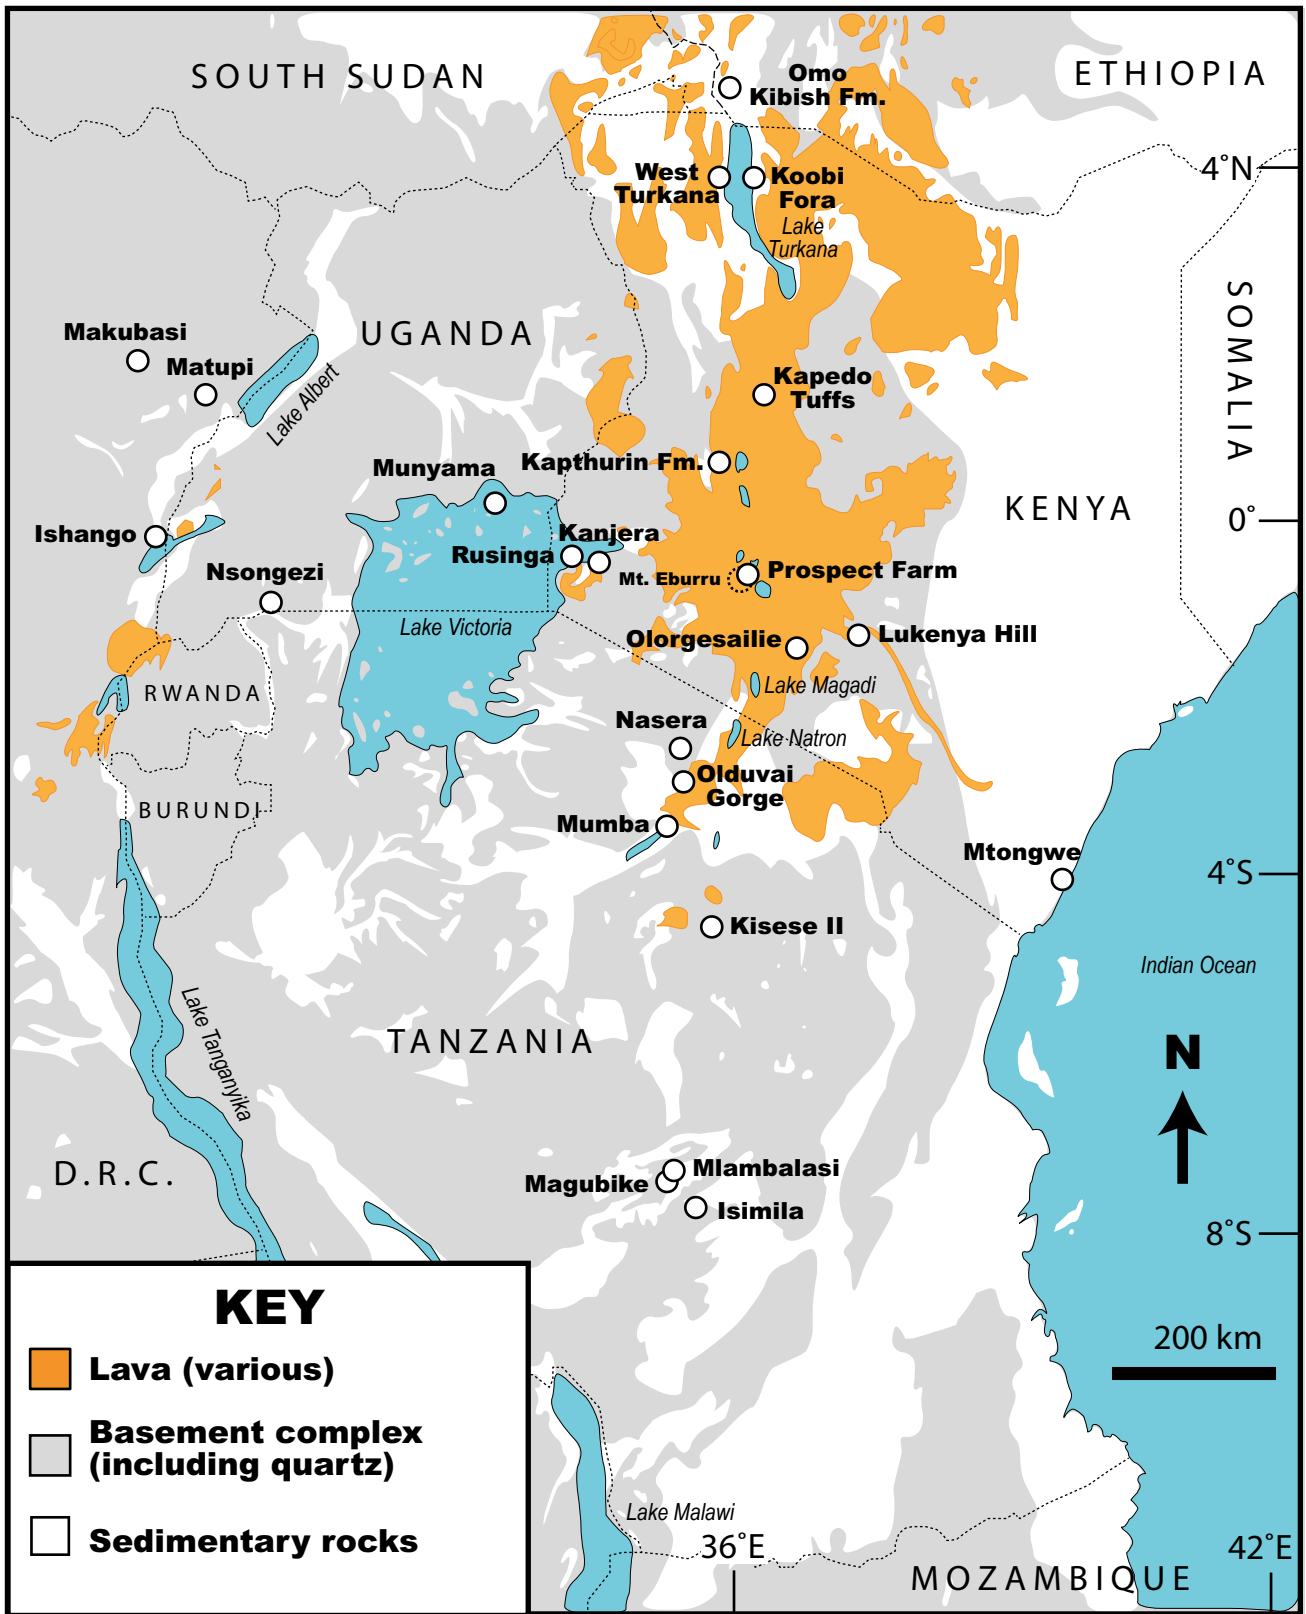 SOUTH SUDAN
ETHIOPIA
Omo
Kibish Fm.
4°N
West
Turkana
Koobi
Fora
Lake
Turkana
SOMALIA
UGANDA
Makubasi
Matupi
Lake Albert
Kapedo
Tuffs
Munyama
Kapthurin Fm.
KENYA
0°
Ishango
Kanjera
Rusinga
Nsongezi
Mt. Eburru
Prospect Farm
Lake Victoria
Olorgesailie
Lukenya Hill
RWANDA
Lake Magadi
Nasera
Lake Natron
Olduvai
Gorge
BURUNDI
Mumba
Mtongwe
4°S
Kisese II
Indian Ocean
Lake Tanganyika
TANZANIA
N
D.R.C.
Mlambalasi
Magubike
Isimila
8°S
KEY
Lava (various)
Basement complex
(including quartz)
Sedimentary rocks
200 km
Lake Malawi
36°E
42°E
MOZAMBIQUE